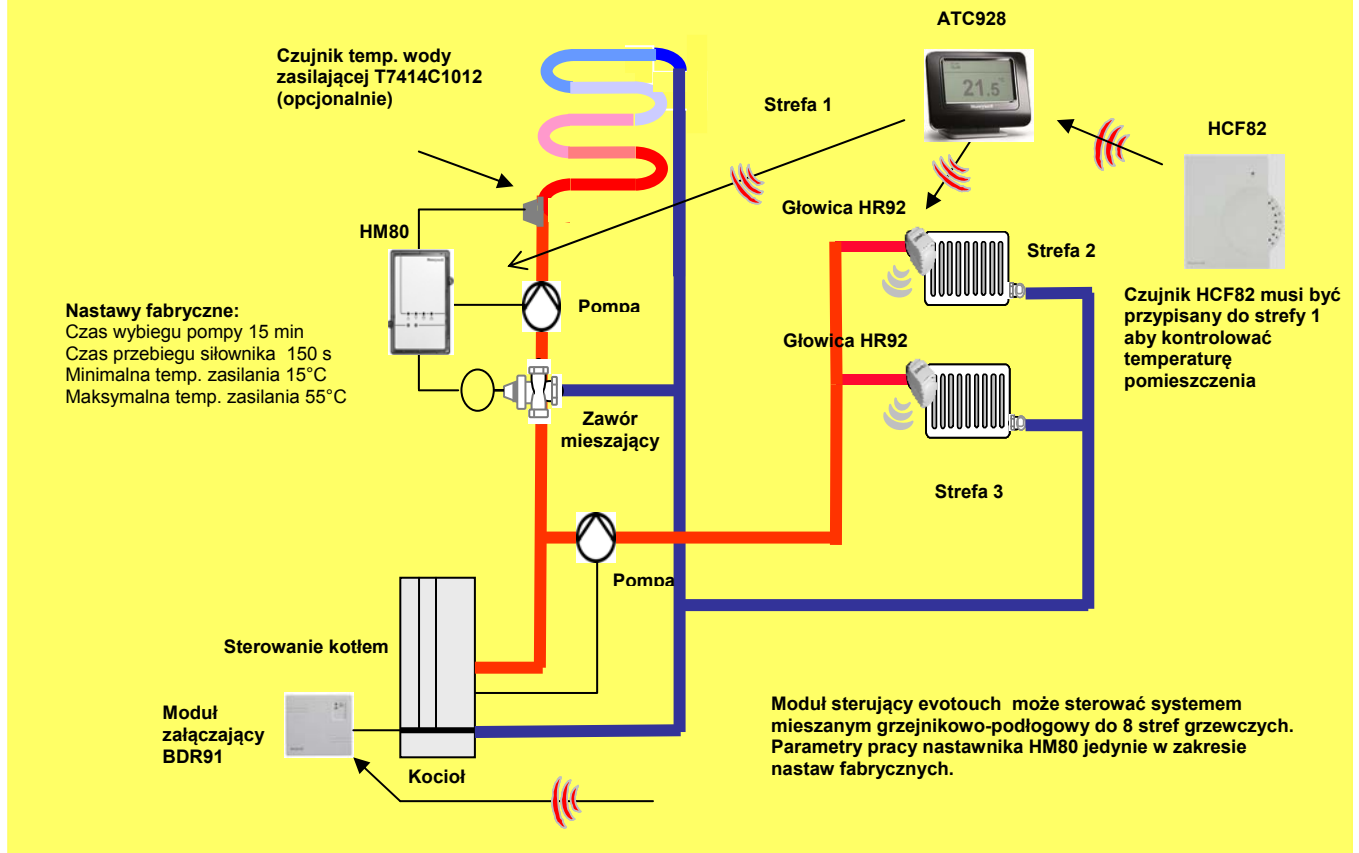 ATC928
Czujnik temp. wody
zasilającej T7414C1012
(opcjonalnie)
Strefa 1
21.5
HCF82
Głowica HR92
HM80
Strefa 2
Nastawy fabryczne:
Czas wybiegu pompy 15 min
Czas przebiegu siłownika 150 s
Minimalna temp. zasilania 15°C
Maksymalna temp. zasilania 55°C
Pompa
Czujnik HCF82 musi być
przypisany do strefy 1
aby kontrolować
temperaturę
pomieszczenia
Głowica HR92
Zawór
mieszający
Strefa 3
Pompa
Sterowanie kotłem
Moduł
załączający
BDR91
Kocioł
Moduł sterujący evotouch może sterować systemem
mieszanym grzejnikowo-podłogowy do 8 stref grzewczych.
Parametry pracy nastawnika HM80 jedynie w zakresie
nastaw fabrycznych.